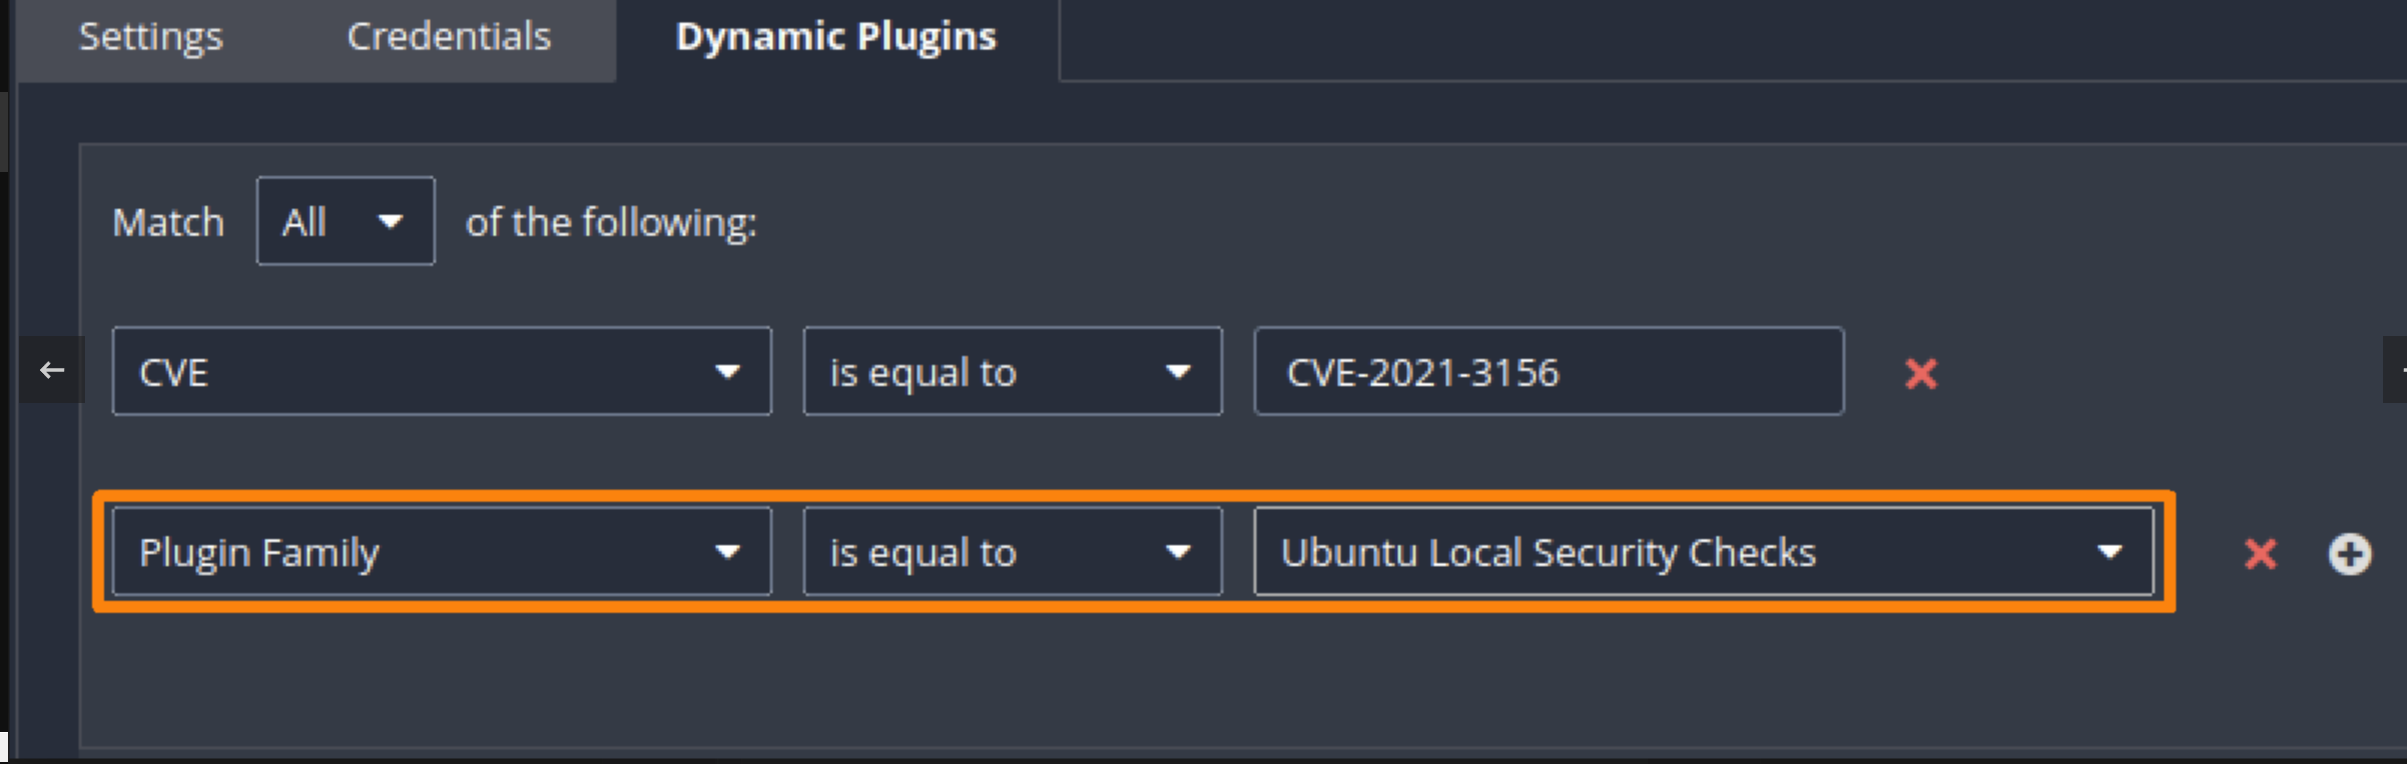 Settings Credentials Dynamic Plugins
Match All of the following:
CVE is equal to CVE-2021-3156
Plugin Family is equal to Ubuntu Local Security Checks